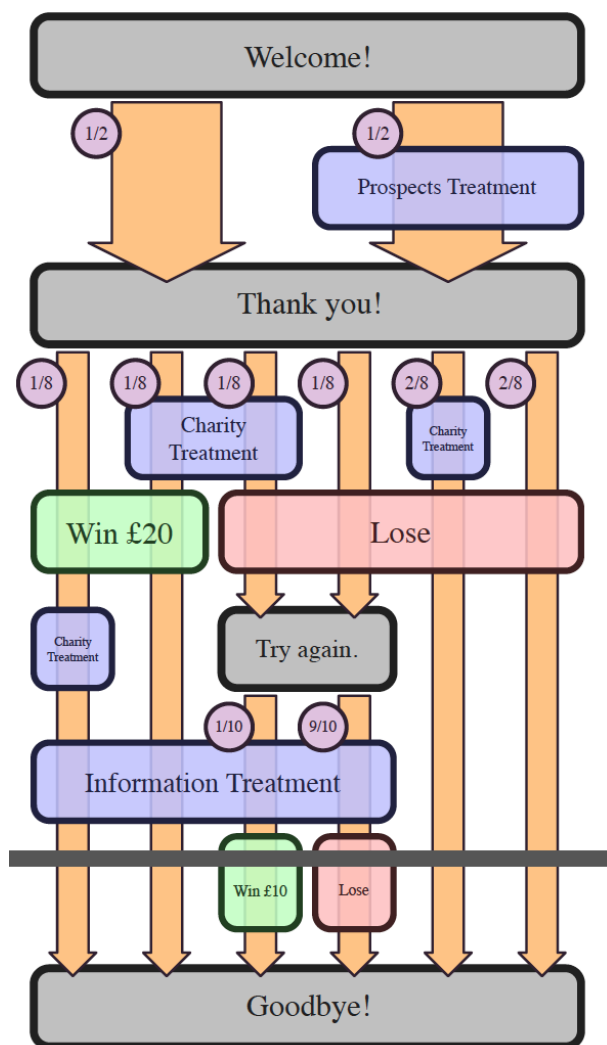 Welcome!
1/2
1/2
Prospects Treatment
Thank you!
1/8
1/8
1/8
1/8
2/8
2/8
Charity
Treatment
Charity
Treatment
Win £20
Lose
Charity
Treatment
Try again.
1/10
9/10
Information Treatment
Win £10
Lose
Goodbye!